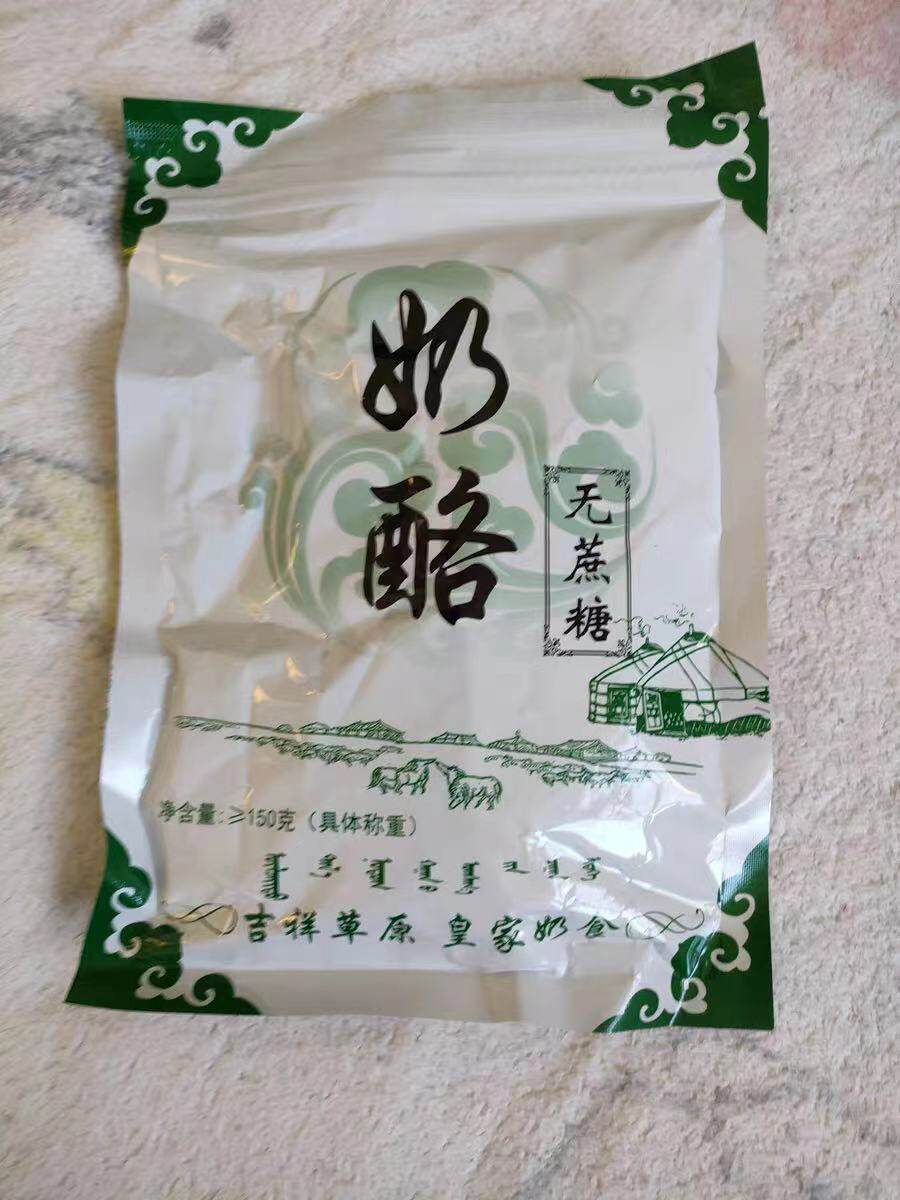 奶酪
无蔗糖
净含量:≥150克（具体称重）
吉祥草原 皇家奶食